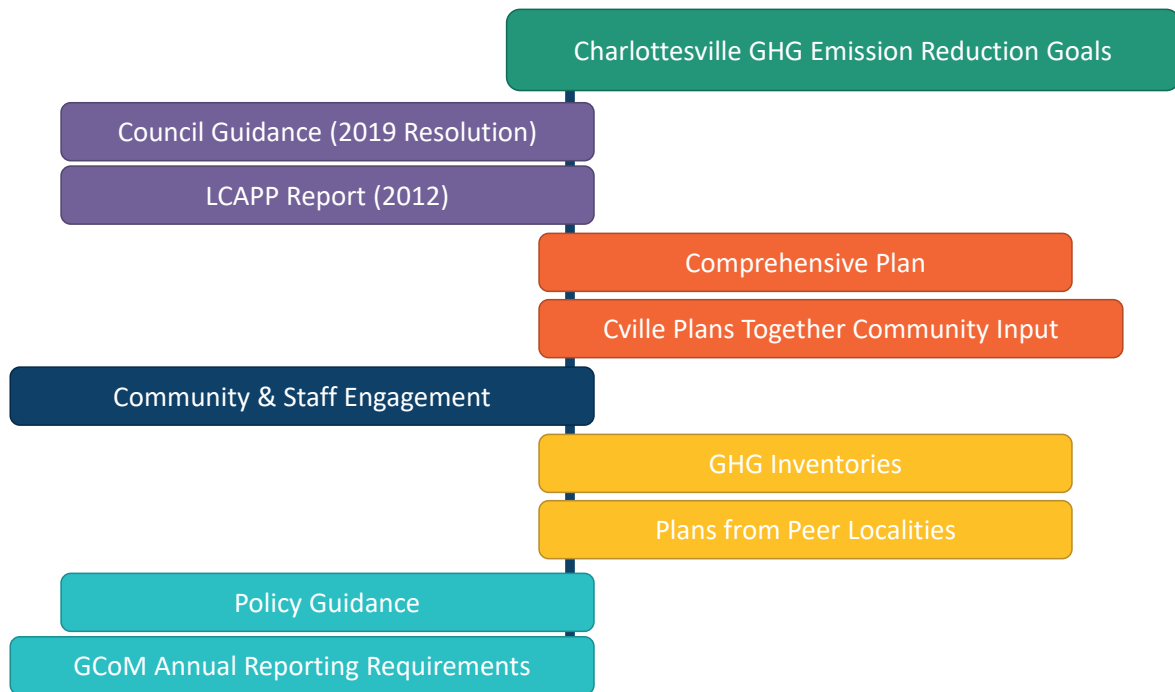 Charlottesville GHG Emission Reduction Goals
Council Guidance (2019 Resolution)
LCAPP Report (2012)
Comprehensive Plan
Cville Plans Together Community Input
Community & Staff Engagement
GHG Inventories
Plans from Peer Localities
Policy Guidance
GCoM Annual Reporting Requirements